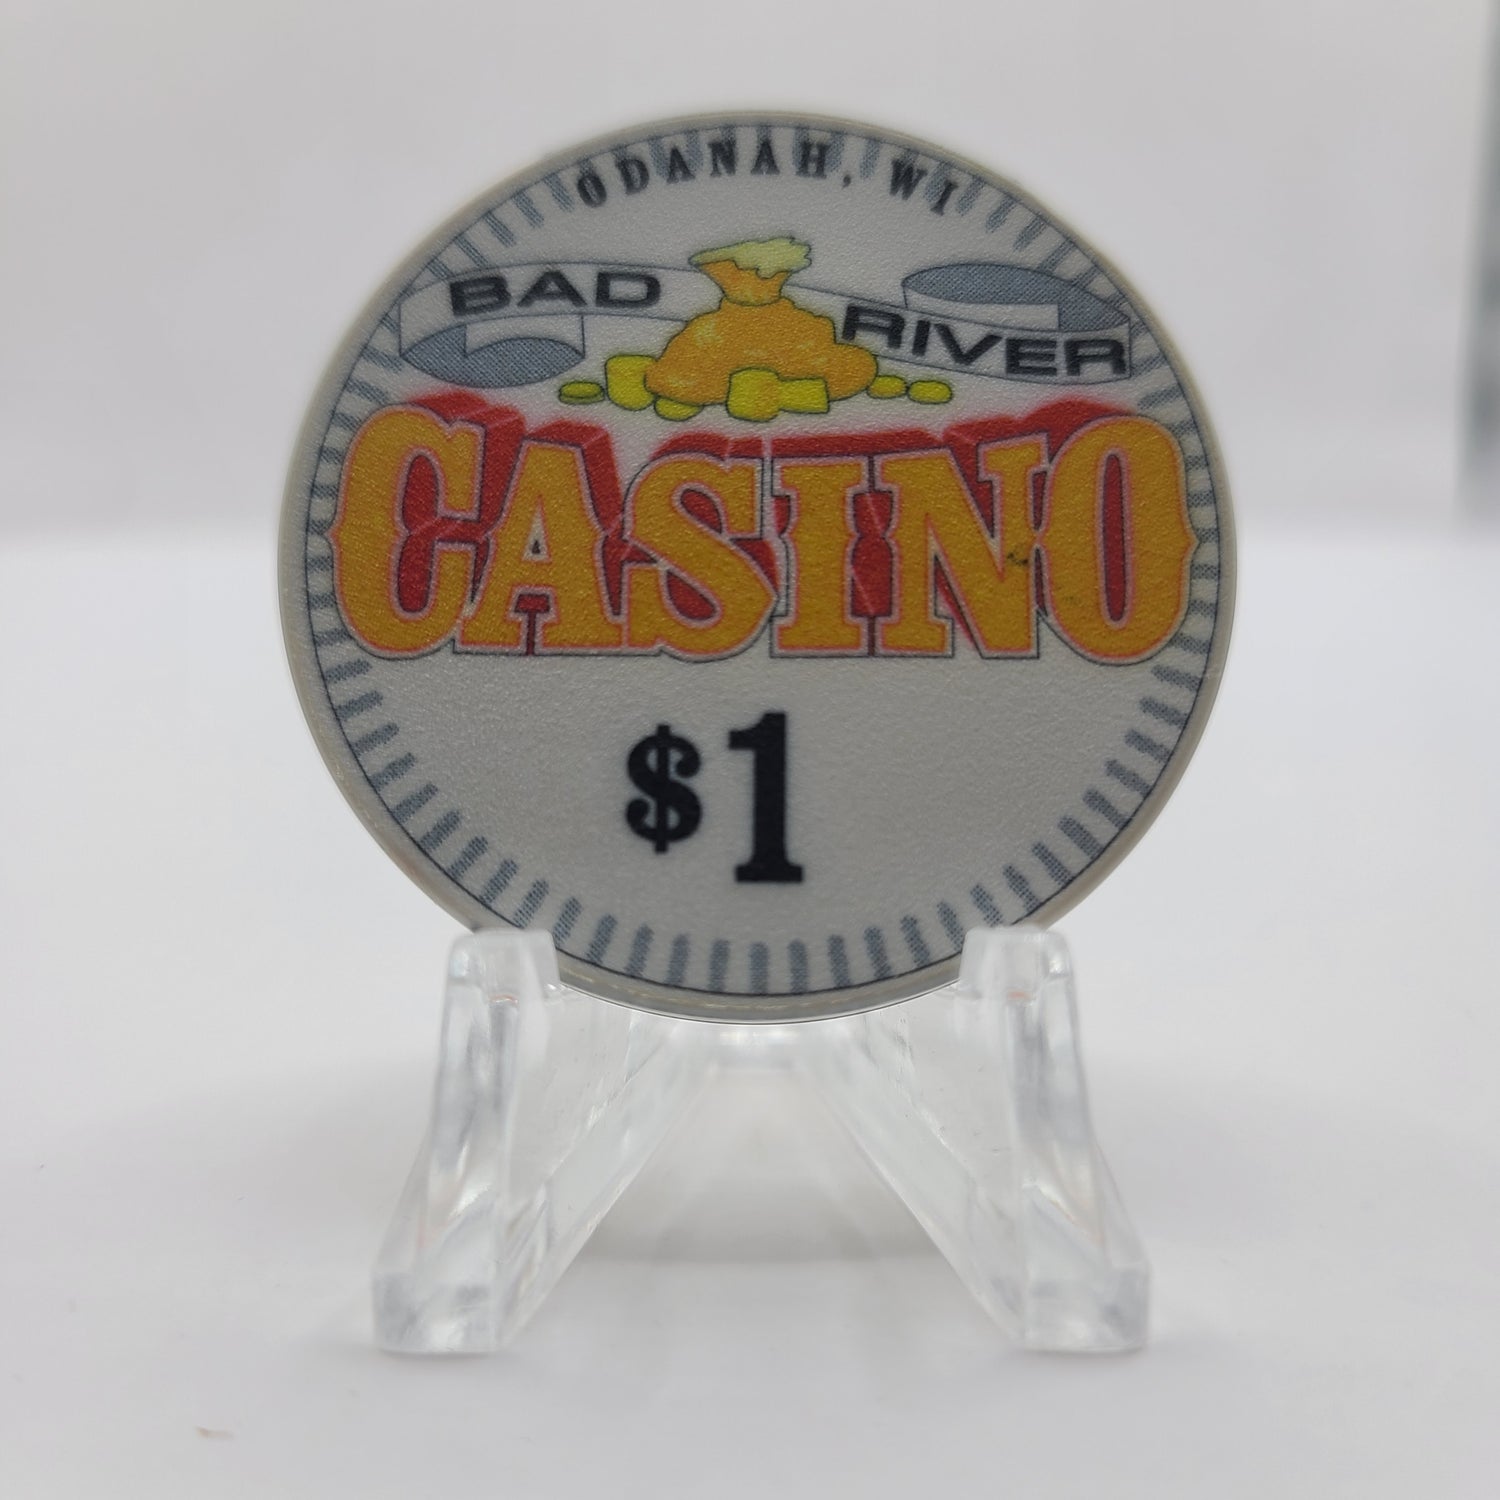 ODANAH, WI
BAD RIVER
CASINO
$1